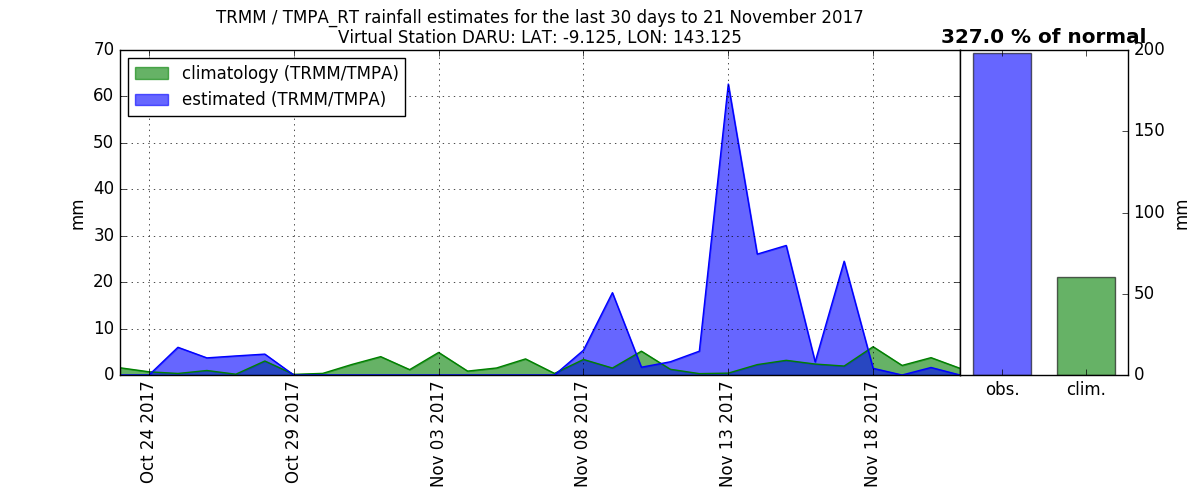 TRMM / TMPA_RT rainfall estimates for the last 30 days to 21 November 2017
Virtual Station DARU: LAT: -9.125, LON: 143.125
327.0 % of normal
climatology (TRMM/TMPA)
estimated (TRMM/TMPA)
70
60
50
40
30
20
10
0
mm
Oct 24 2017
Oct 29 2017
Nov 03 2017
Nov 08 2017
Nov 13 2017
Nov 18 2017
obs.
clim.
200
150
100
50
0
mm